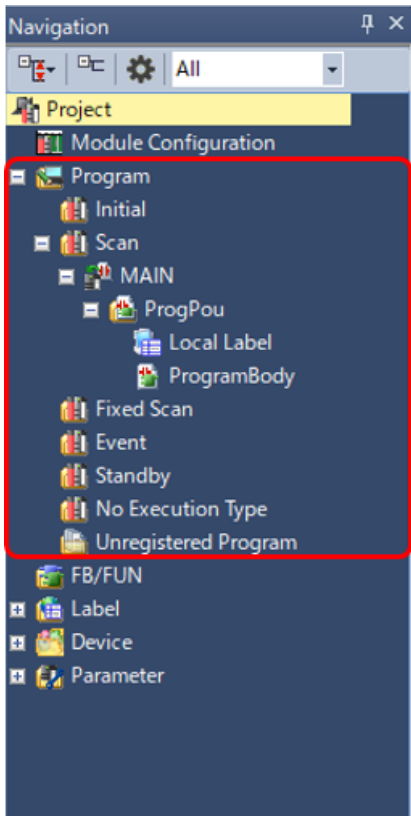 Navigation
All
Project
Module Configuration
Program
Initial
Scan
MAIN
ProgPou
Local Label
ProgramBody
Fixed Scan
Event
Standby
No Execution Type
Unregistered Program
FB/FUN
Label
Device
Parameter